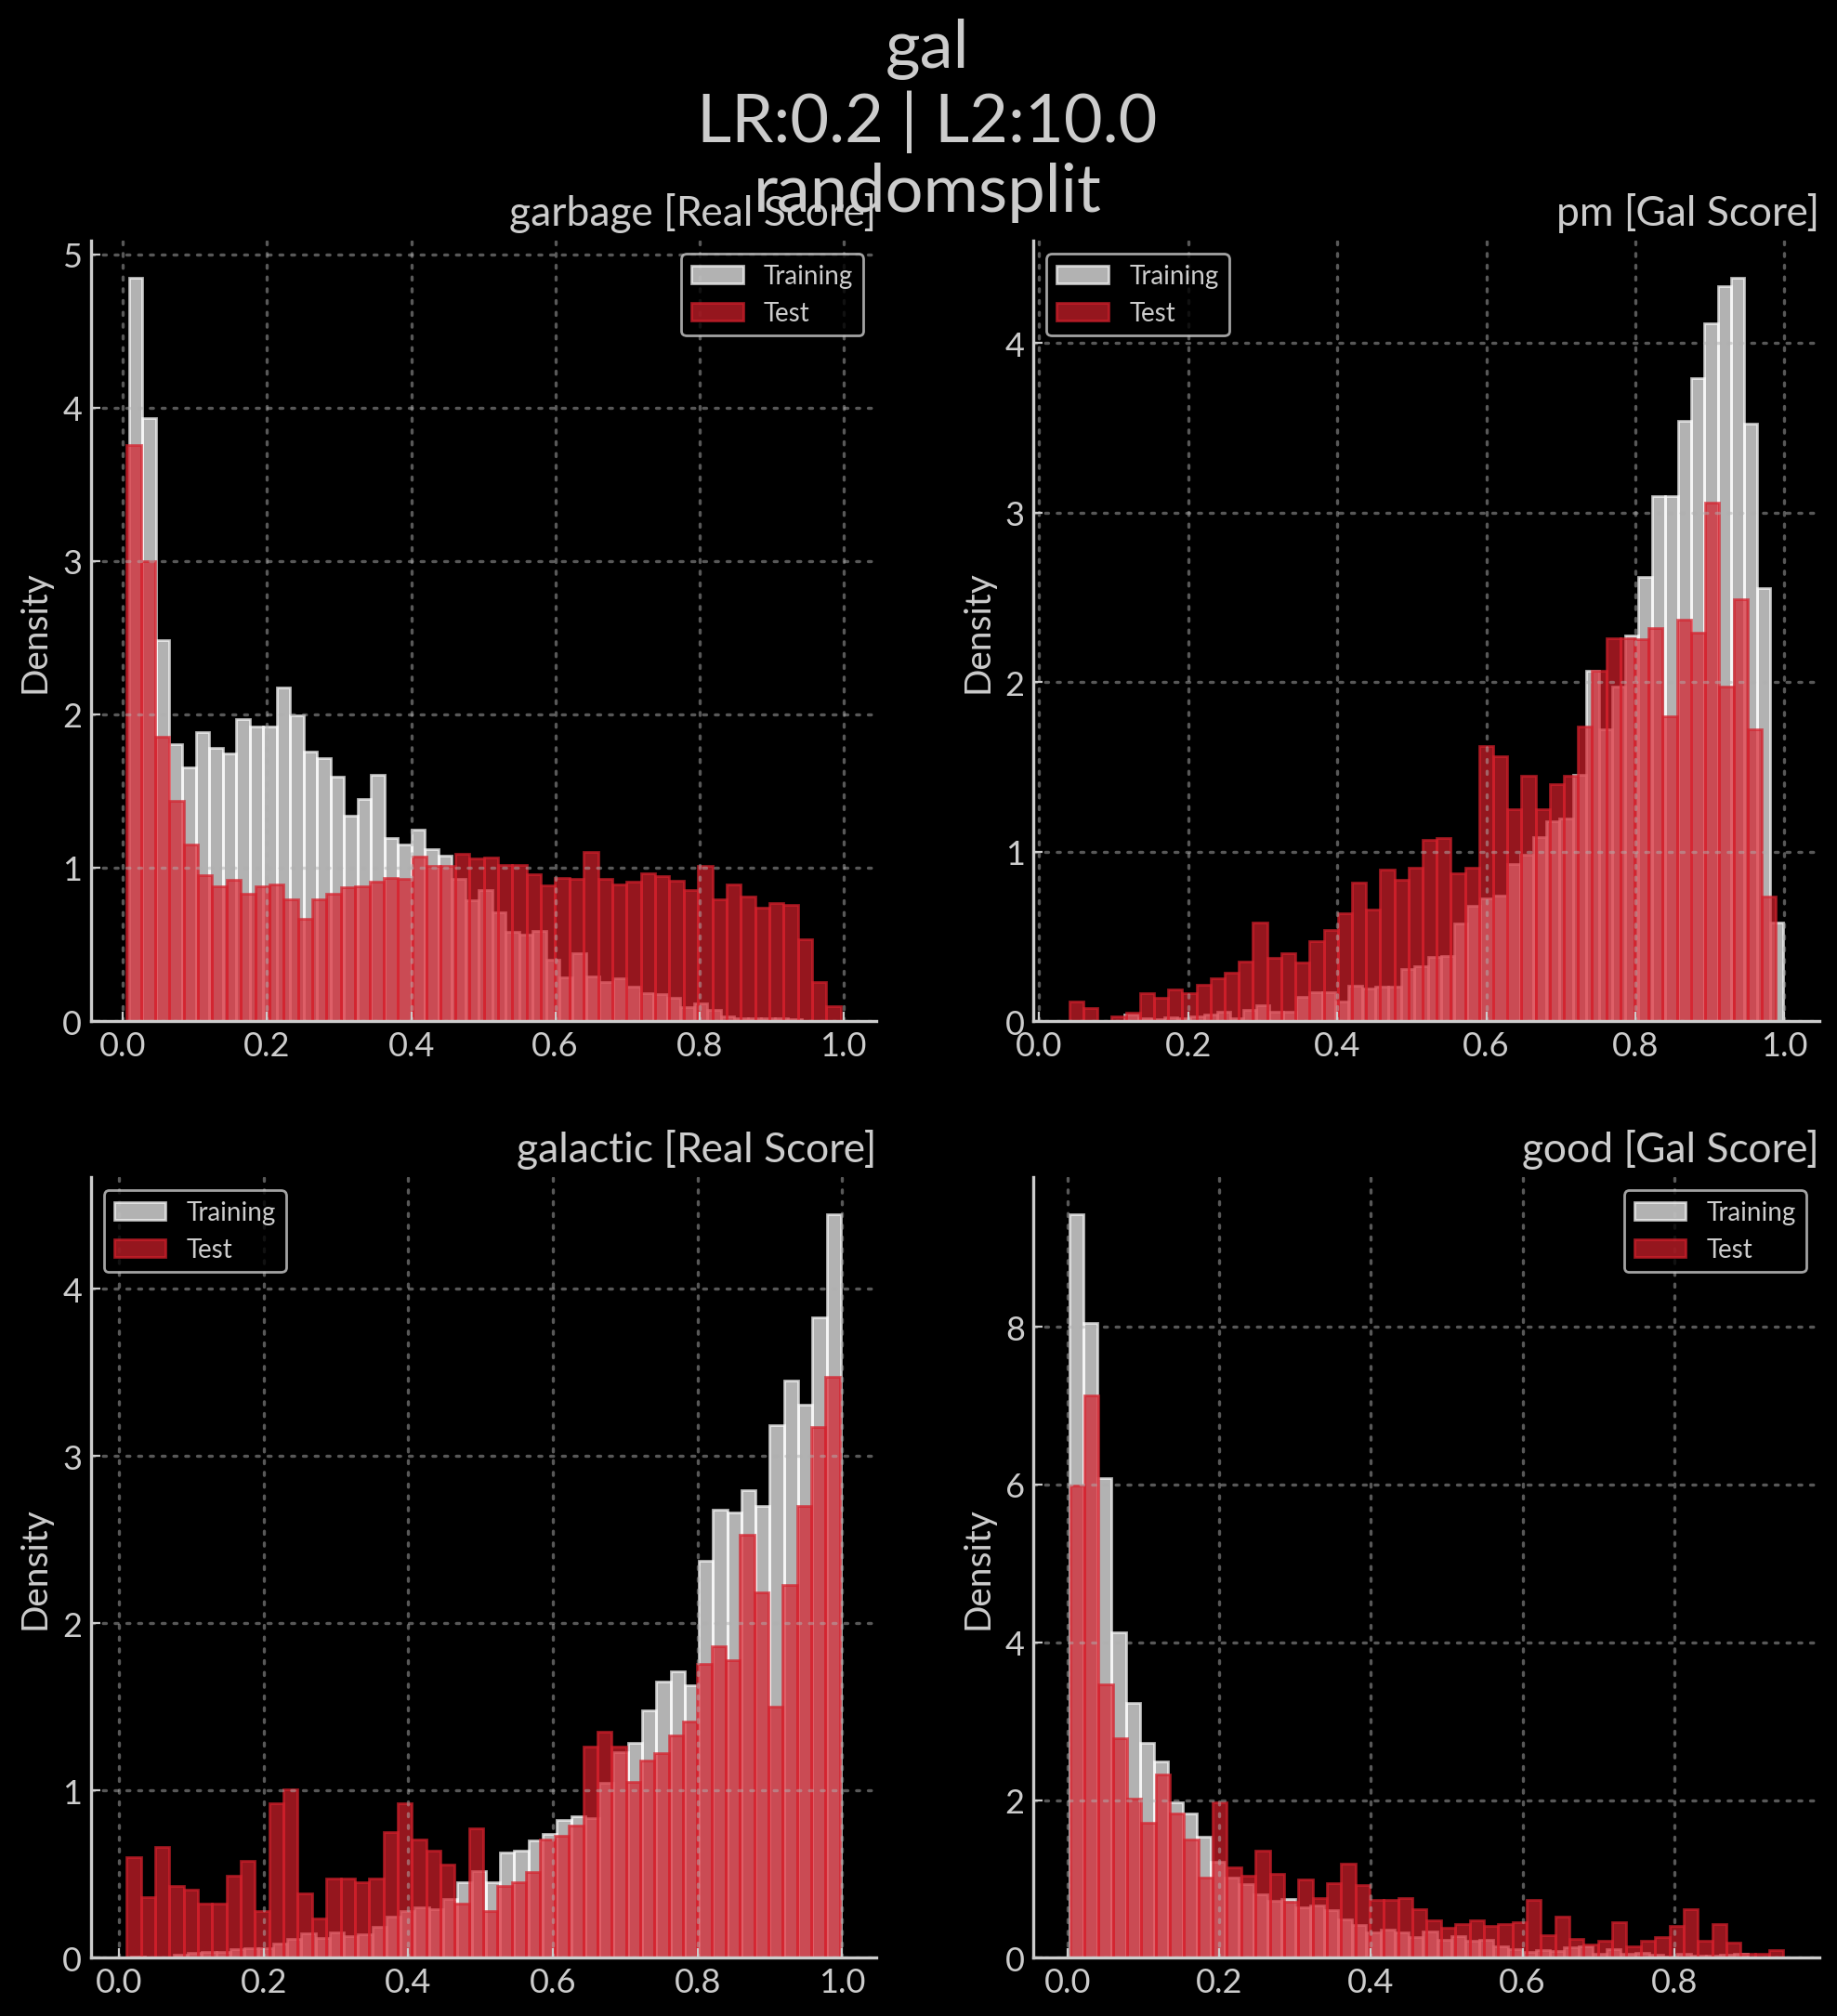 gal
LR:0.2 | L2:10.0
randomsplit
garbage [Real Score]
Training
Test
Density
5
4
3
2
1
0
0.0 0.2 0.4 0.6 0.8 1.0
pm [Gal Score]
Training
Test
Density
4
3
2
1
0
0.0 0.2 0.4 0.6 0.8 1.0
galactic [Real Score]
Training
Test
Density
4
3
2
1
0
0.0 0.2 0.4 0.6 0.8 1.0
good [Gal Score]
Training
Test
Density
8
6
4
2
0
0.0 0.2 0.4 0.6 0.8